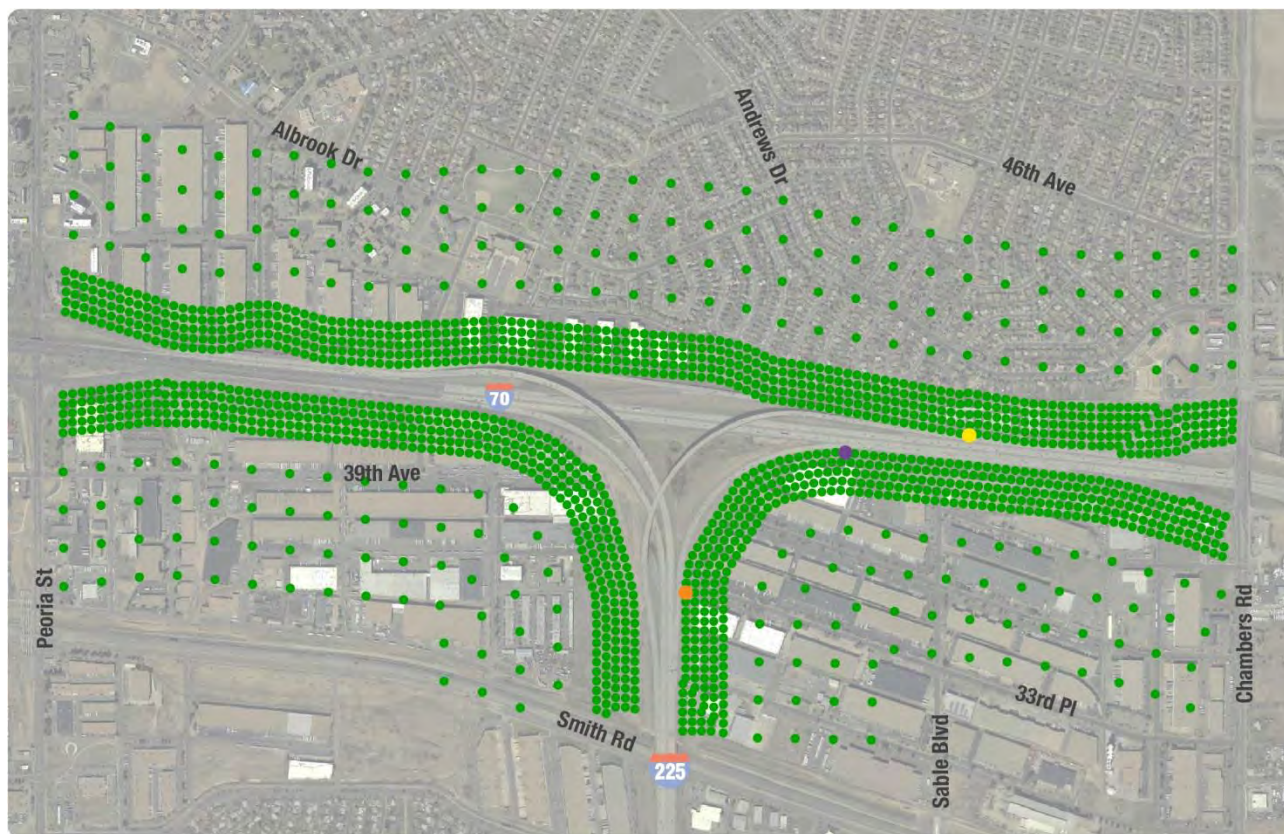 Albrook Dr
Andrews Dr
46th Ave
70
39th Ave
Peoria St
Chambers Rd
33rd Pl
Smith Rd
Sable Blvd
225